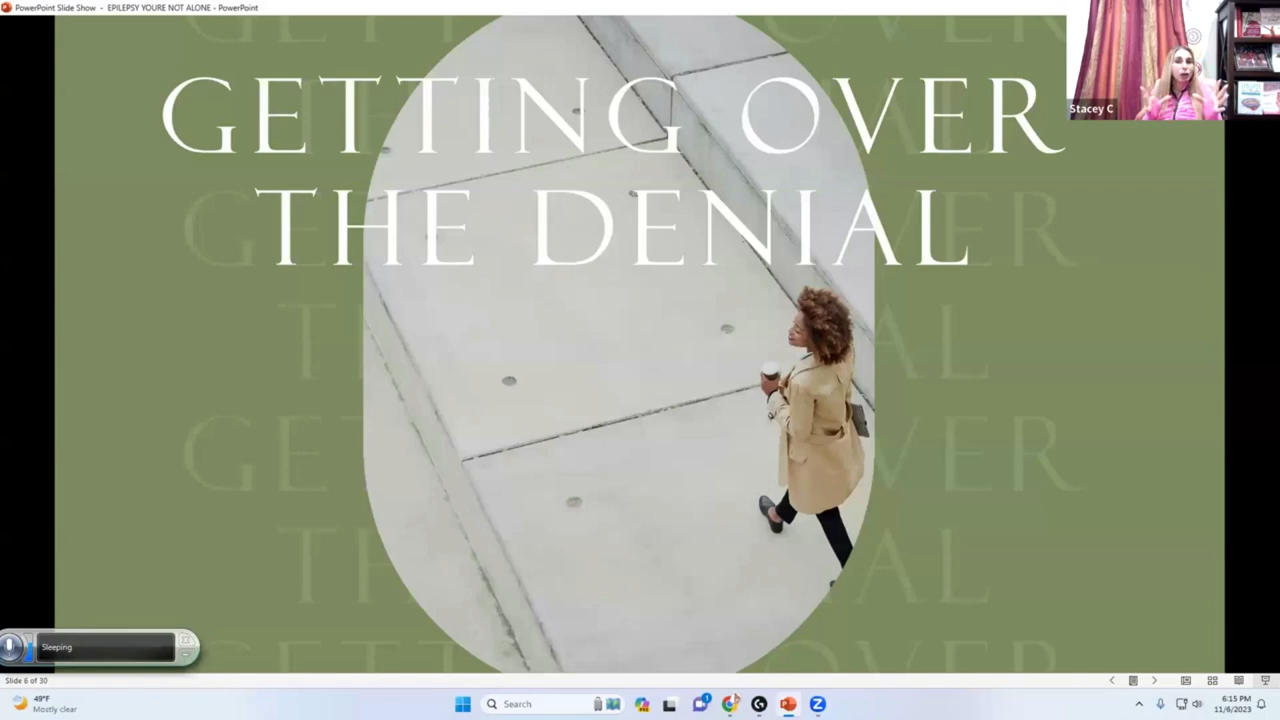 PowerPoint Slide Show - EPILEPSY YOURE NOT ALONE - PowerPoint
GETTING OVER
THE DENIAL
Stacey C
Sleeping
Slide 6 of 30
49°F
Mostly clear
Search
6:15 PM
11/6/2023